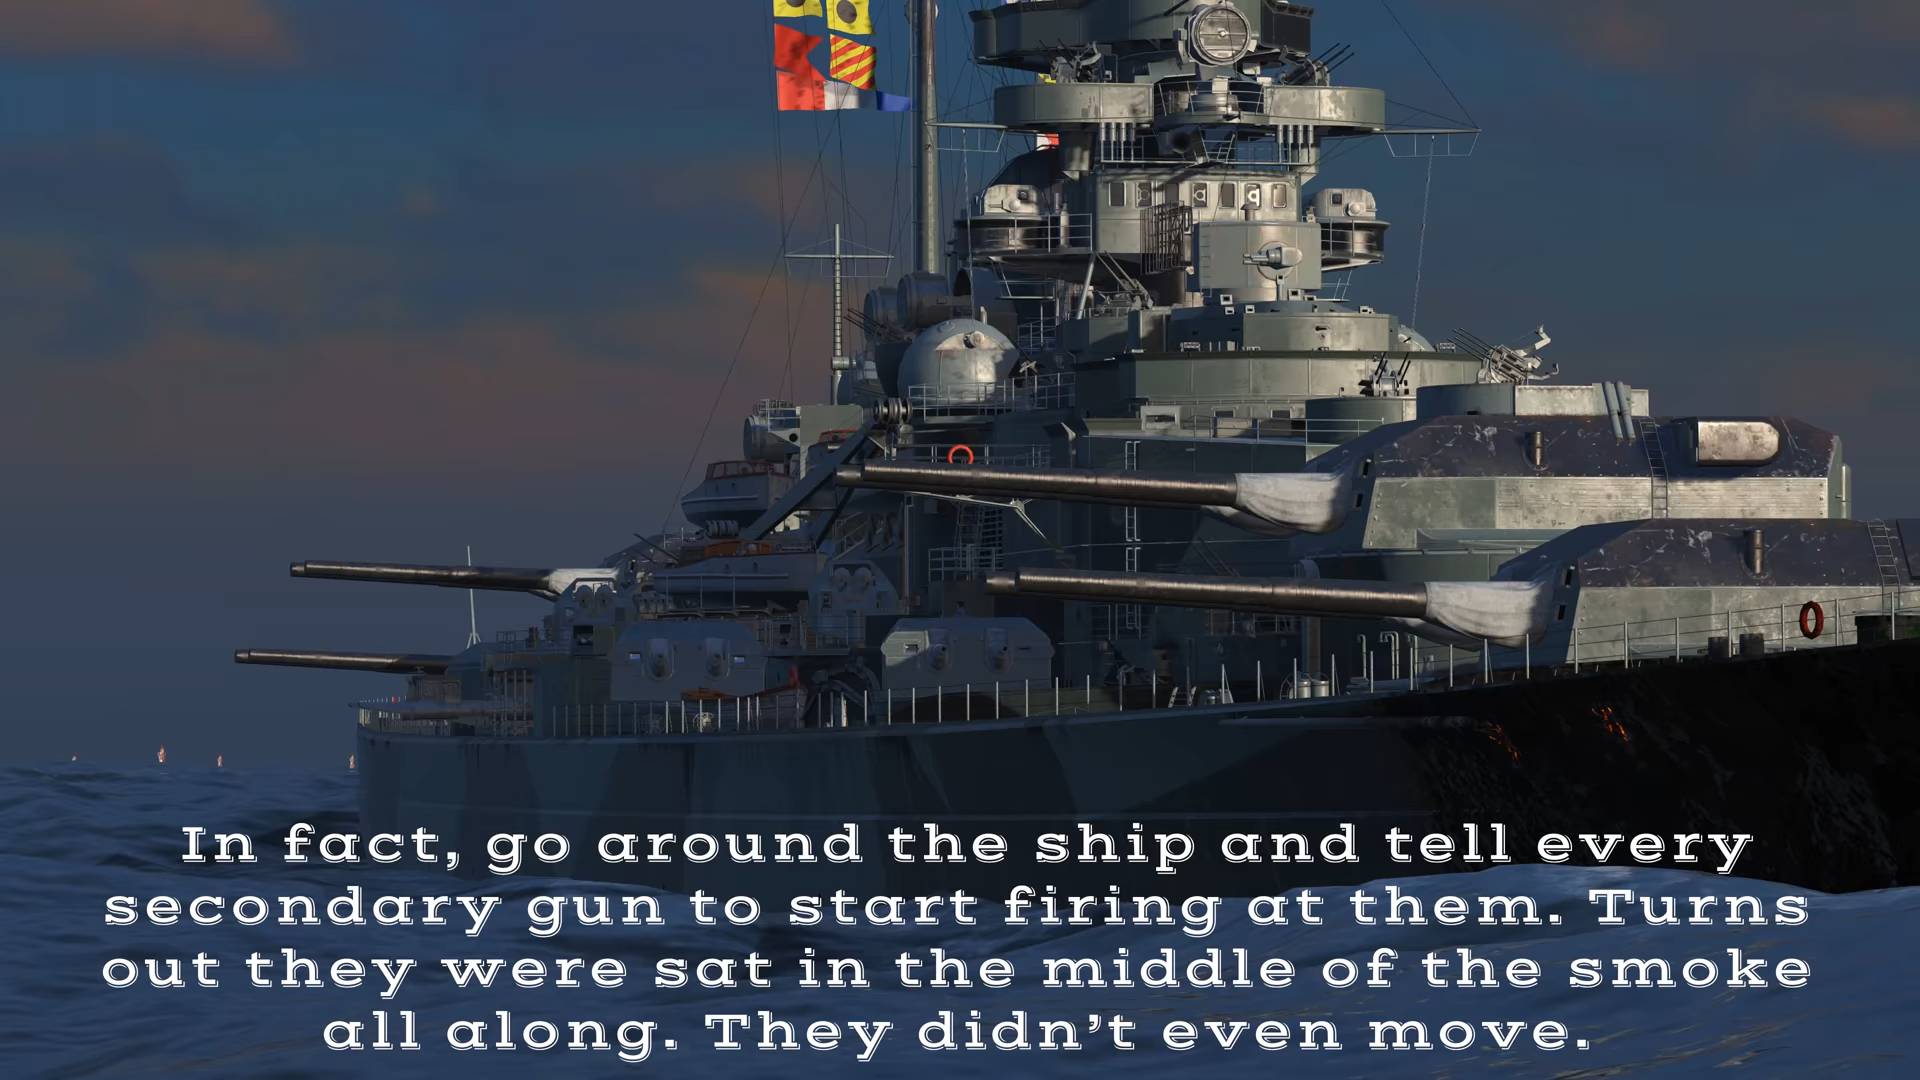 In fact, go around the ship and tell every
secondary gun to start firing at them. Turns
out they were sat in the middle of the smoke
all along. They didn't even move.